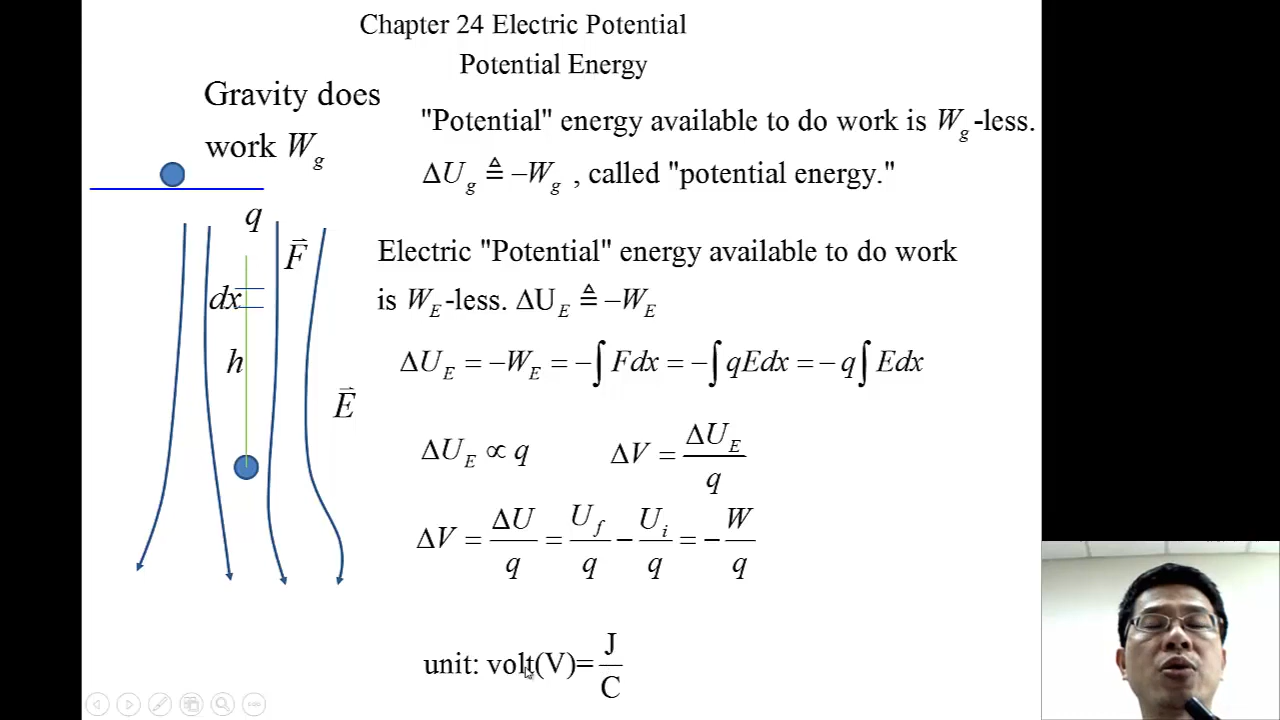 Chapter 24 Electric Potential
Potential Energy
Gravity does
work W_g
"Potential" energy available to do work is W_g-less.
ΔU_g ≜ −W_g , called "potential energy."
q
F⃗
dx
h
E⃗
Electric "Potential" energy available to do work
is W_E-less. ΔU_E ≜ −W_E
ΔU_E = −W_E = −∫ Fdx = −∫ qEdx = − q∫ Edx
ΔU_E ∝ q ΔV = ΔU_E / q
ΔV = ΔU / q = U_f / q − U_i / q = − W / q
unit: volt(V)= J / C